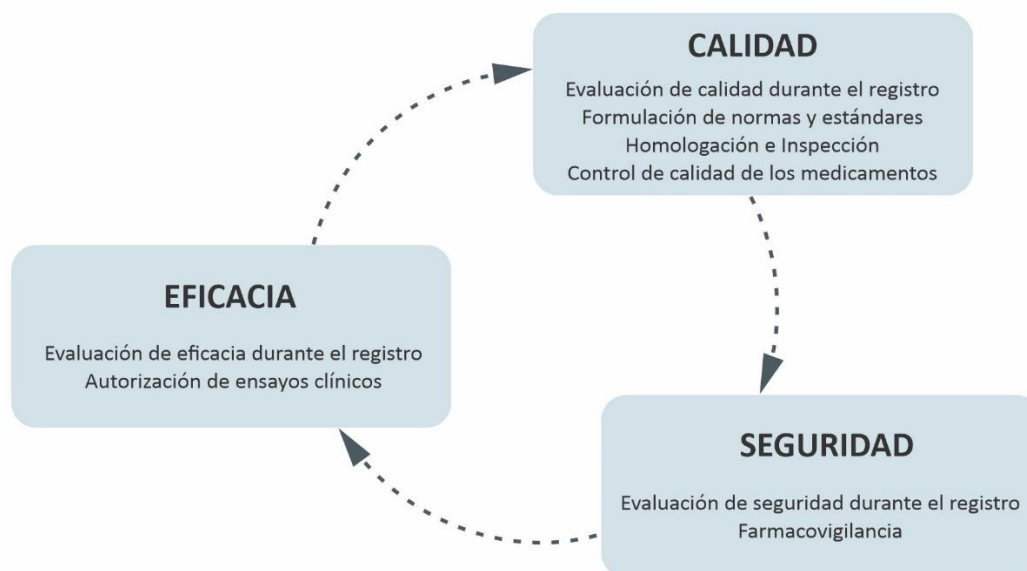 CALIDAD
Evaluación de calidad durante el registro
Formulación de normas y estándares
Homologación e Inspección
Control de calidad de los medicamentos
EFICACIA
Evaluación de eficacia durante el registro
Autorización de ensayos clínicos
SEGURIDAD
Evaluación de seguridad durante el registro
Farmacovigilancia